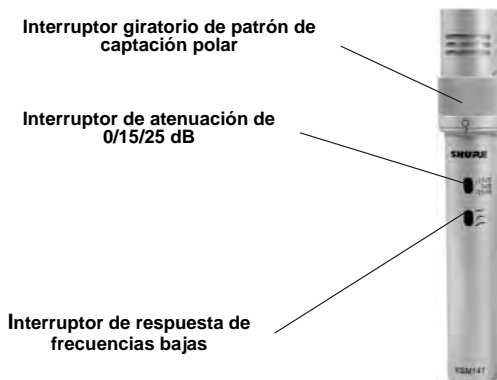 Interruptor giratorio de patrón de
captación polar
Interruptor de atenuación de
0/15/25 dB
SHURE
Interruptor de respuesta de
frecuencias bajas
KSM141